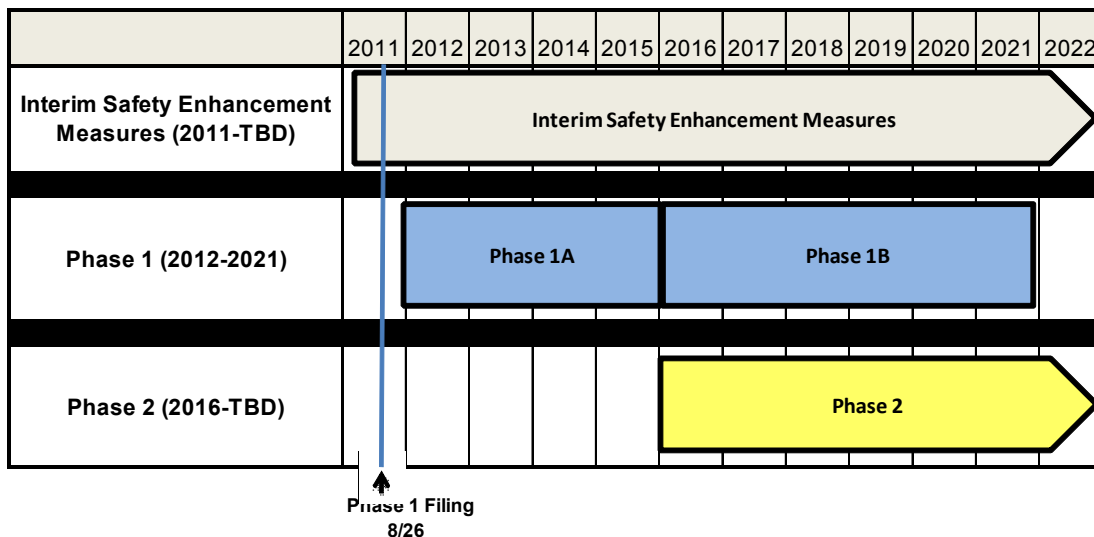 2011 2012 2013 2014 2015 2016 2017 2018 2019 2020 2021 2022
Interim Safety Enhancement
Measures (2011-TBD)
Interim Safety Enhancement Measures
Phase 1 (2012-2021)
Phase 1A
Phase 1B
Phase 2 (2016-TBD)
Phase 2
Phase 1 Filing
8/26